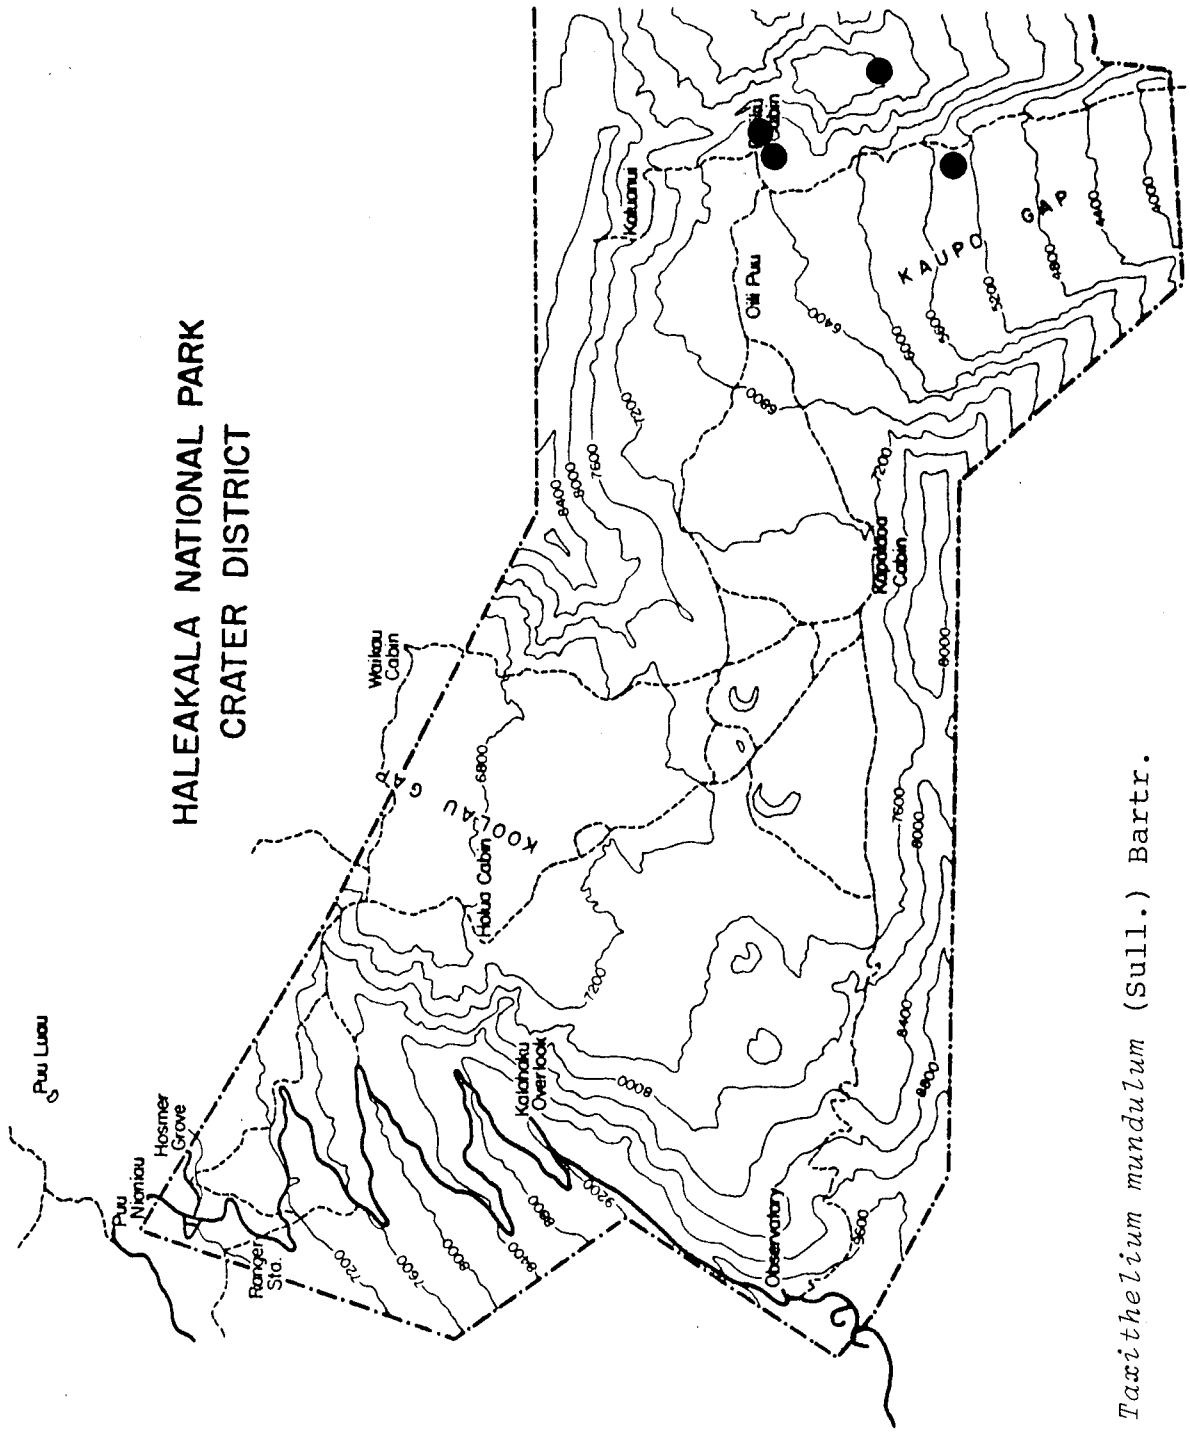 HALEAKALA NATIONAL PARK
CRATER DISTRICT
Puu Luau
Hosmer
Grove
Puu
Nianiau
Ranger
Sta.
7200
7600
8000
8400
8800
9200
Kalahaku
Overlook
8000
Observatory
9600
8800
8400
8000
7600
7200
Holua Cabin
6800
KOOLAU GAP
Waikau
Cabin
8400
8000
7600
7200
6800
Kapalaoa
Cabin
7200
8000
Oili Puu
Kaluanui
Cabin
6400
6000
5600
5200
4800
4400
4000
KAUPO GAP
Taxithelium mundulum (Sull.) Bartr.